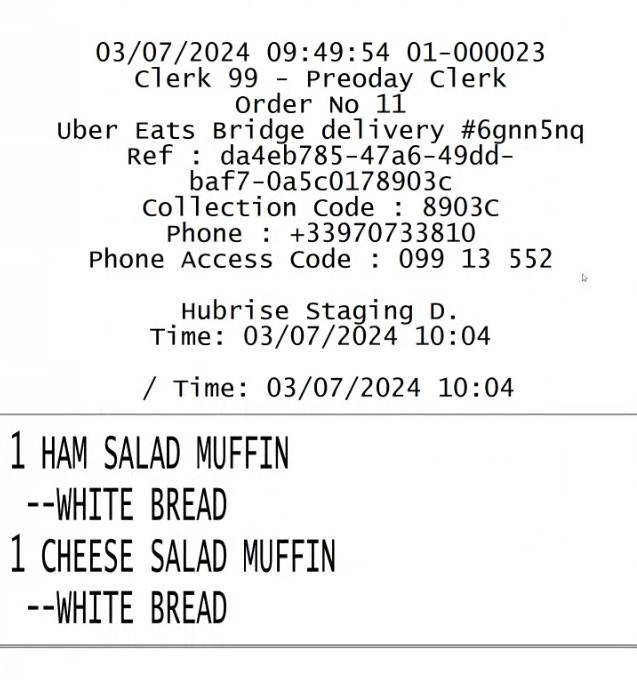 03/07/2024 09:49:54 01-000023
Clerk 99 - Preoday Clerk
Order No 11
Uber Eats Bridge delivery #6gnn5nq
Ref : da4eb785-47a6-49dd-
baf7-0a5c0178903c
Collection Code : 8903C
Phone : +33970733810
Phone Access Code : 099 13 552
Hubrise Staging D.
Time: 03/07/2024 10:04
/ Time: 03/07/2024 10:04
1 HAM SALAD MUFFIN
--WHITE BREAD
1 CHEESE SALAD MUFFIN
--WHITE BREAD